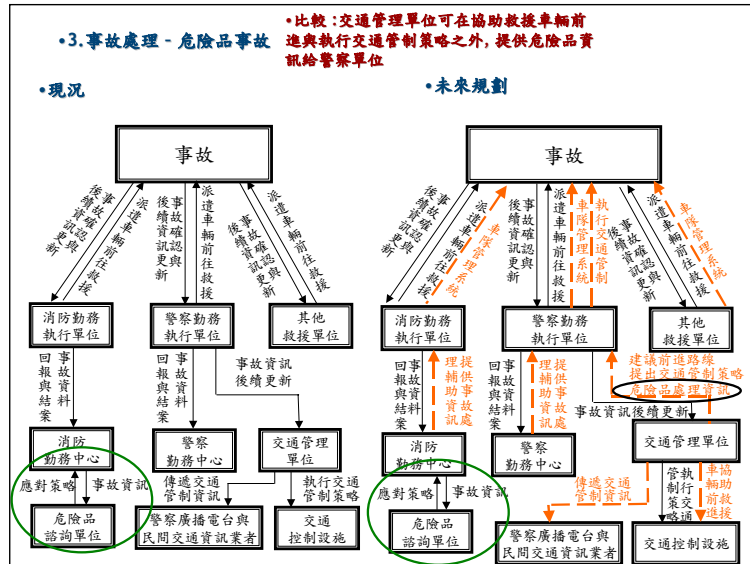 •3.事故處理 - 危險品事故
•比較：交通管理單位可在協助救援車輛前
進與執行交通管制策略之外, 提供危險品資
訊給警察單位
•現況
•未來規劃
事故
事故確認與
後續資訊更新
派遣車輛前往救援
事故確認與
後續資訊更新
派遣車輛前往救援
事故確認與
後續資訊更新
派遣車輛前往救援
消防勤務
執行單位
警察勤務
執行單位
其他
救援單位
事故資料
回報與結案
事故資料
回報與結案
事故資訊
後續更新
消防
勤務中心
警察
勤務中心
交通管理
單位
應對策略
事故資訊
傳遞交通
管制資訊
執行交通
管制策略
危險品
諮詢單位
警察廣播電台與
民間交通資訊業者
交通
控制設施
事故
事故確認與
後續資訊更新
派遣車輛前往救援
車隊管理系統
事故確認與
後續資訊更新
派遣車輛前往救援
車隊管理系統
執行交通管制
事故確認與
後續資訊更新
派遣車輛前往救援
車隊管理系統
消防勤務
執行單位
警察勤務
執行單位
其他
救援單位
事故資料
回報與結案
提供事故處
理輔助資訊
事故資料
回報與結案
提供事故處
理輔助資訊
建議前進路線
提出交通管制策略
危險品處理資訊
事故資訊後續更新
消防
勤務中心
警察
勤務中心
交通管理單位
應對策略
事故資訊
傳遞交通
管制資訊
執行交通
管制策略
協助救援
車前進
危險品
諮詢單位
警察廣播電台與
民間交通資訊業者
交通控制設施